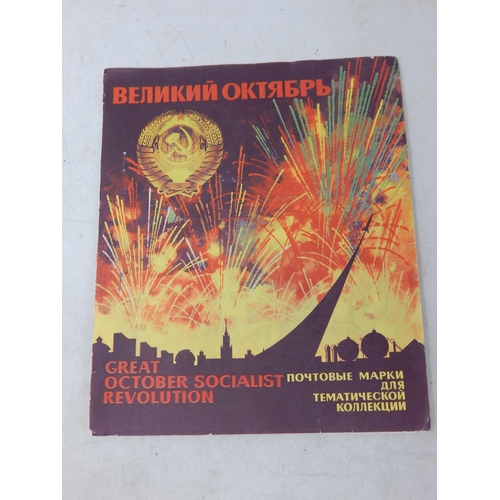 ВЕЛИКИЙ ОКТЯБРЬ
GREAT
OCTOBER SOCIALIST
REVOLUTION
ПОЧТОВЫЕ МАРКИ
ДЛЯ
ТЕМАТИЧЕСКОЙ
КОЛЛЕКЦИИ